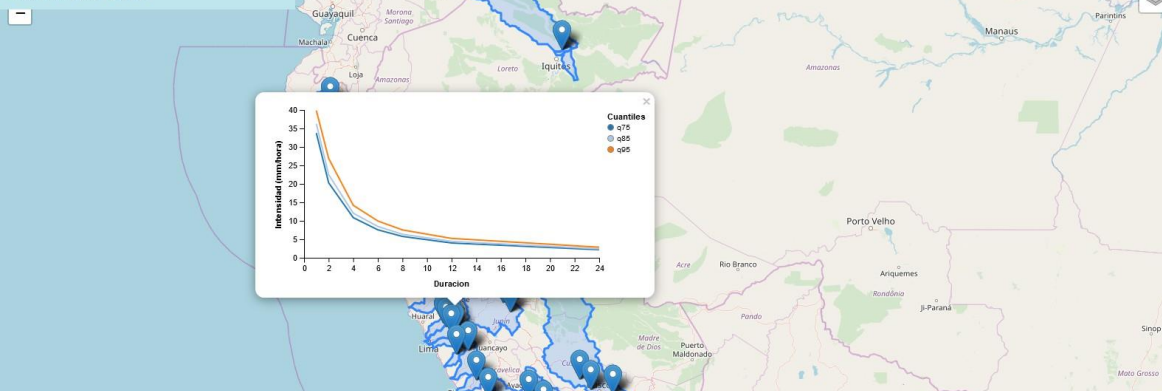 −
Guayaquil
Morona
Santiago
Cuenca
Machala
Loja
Amazonas
Loreto
Iquitos
Manaus
Parintins
Amazonas
×
40
35
30
25
20
15
10
5
0
Intensidad (mm/hora)
0 2 4 6 8 10 12 14 16 18 20 22 24
Duracion
Cuantiles
q75
q85
q95
Porto Velho
Acre
Rio Branco
Ariquemes
Rondônia
Ji-Paraná
Pando
Sinop
Huaral
Junín
Lima
Huancayo
Madre
de Dios
Puerto
Maldonado
Mato Grosso